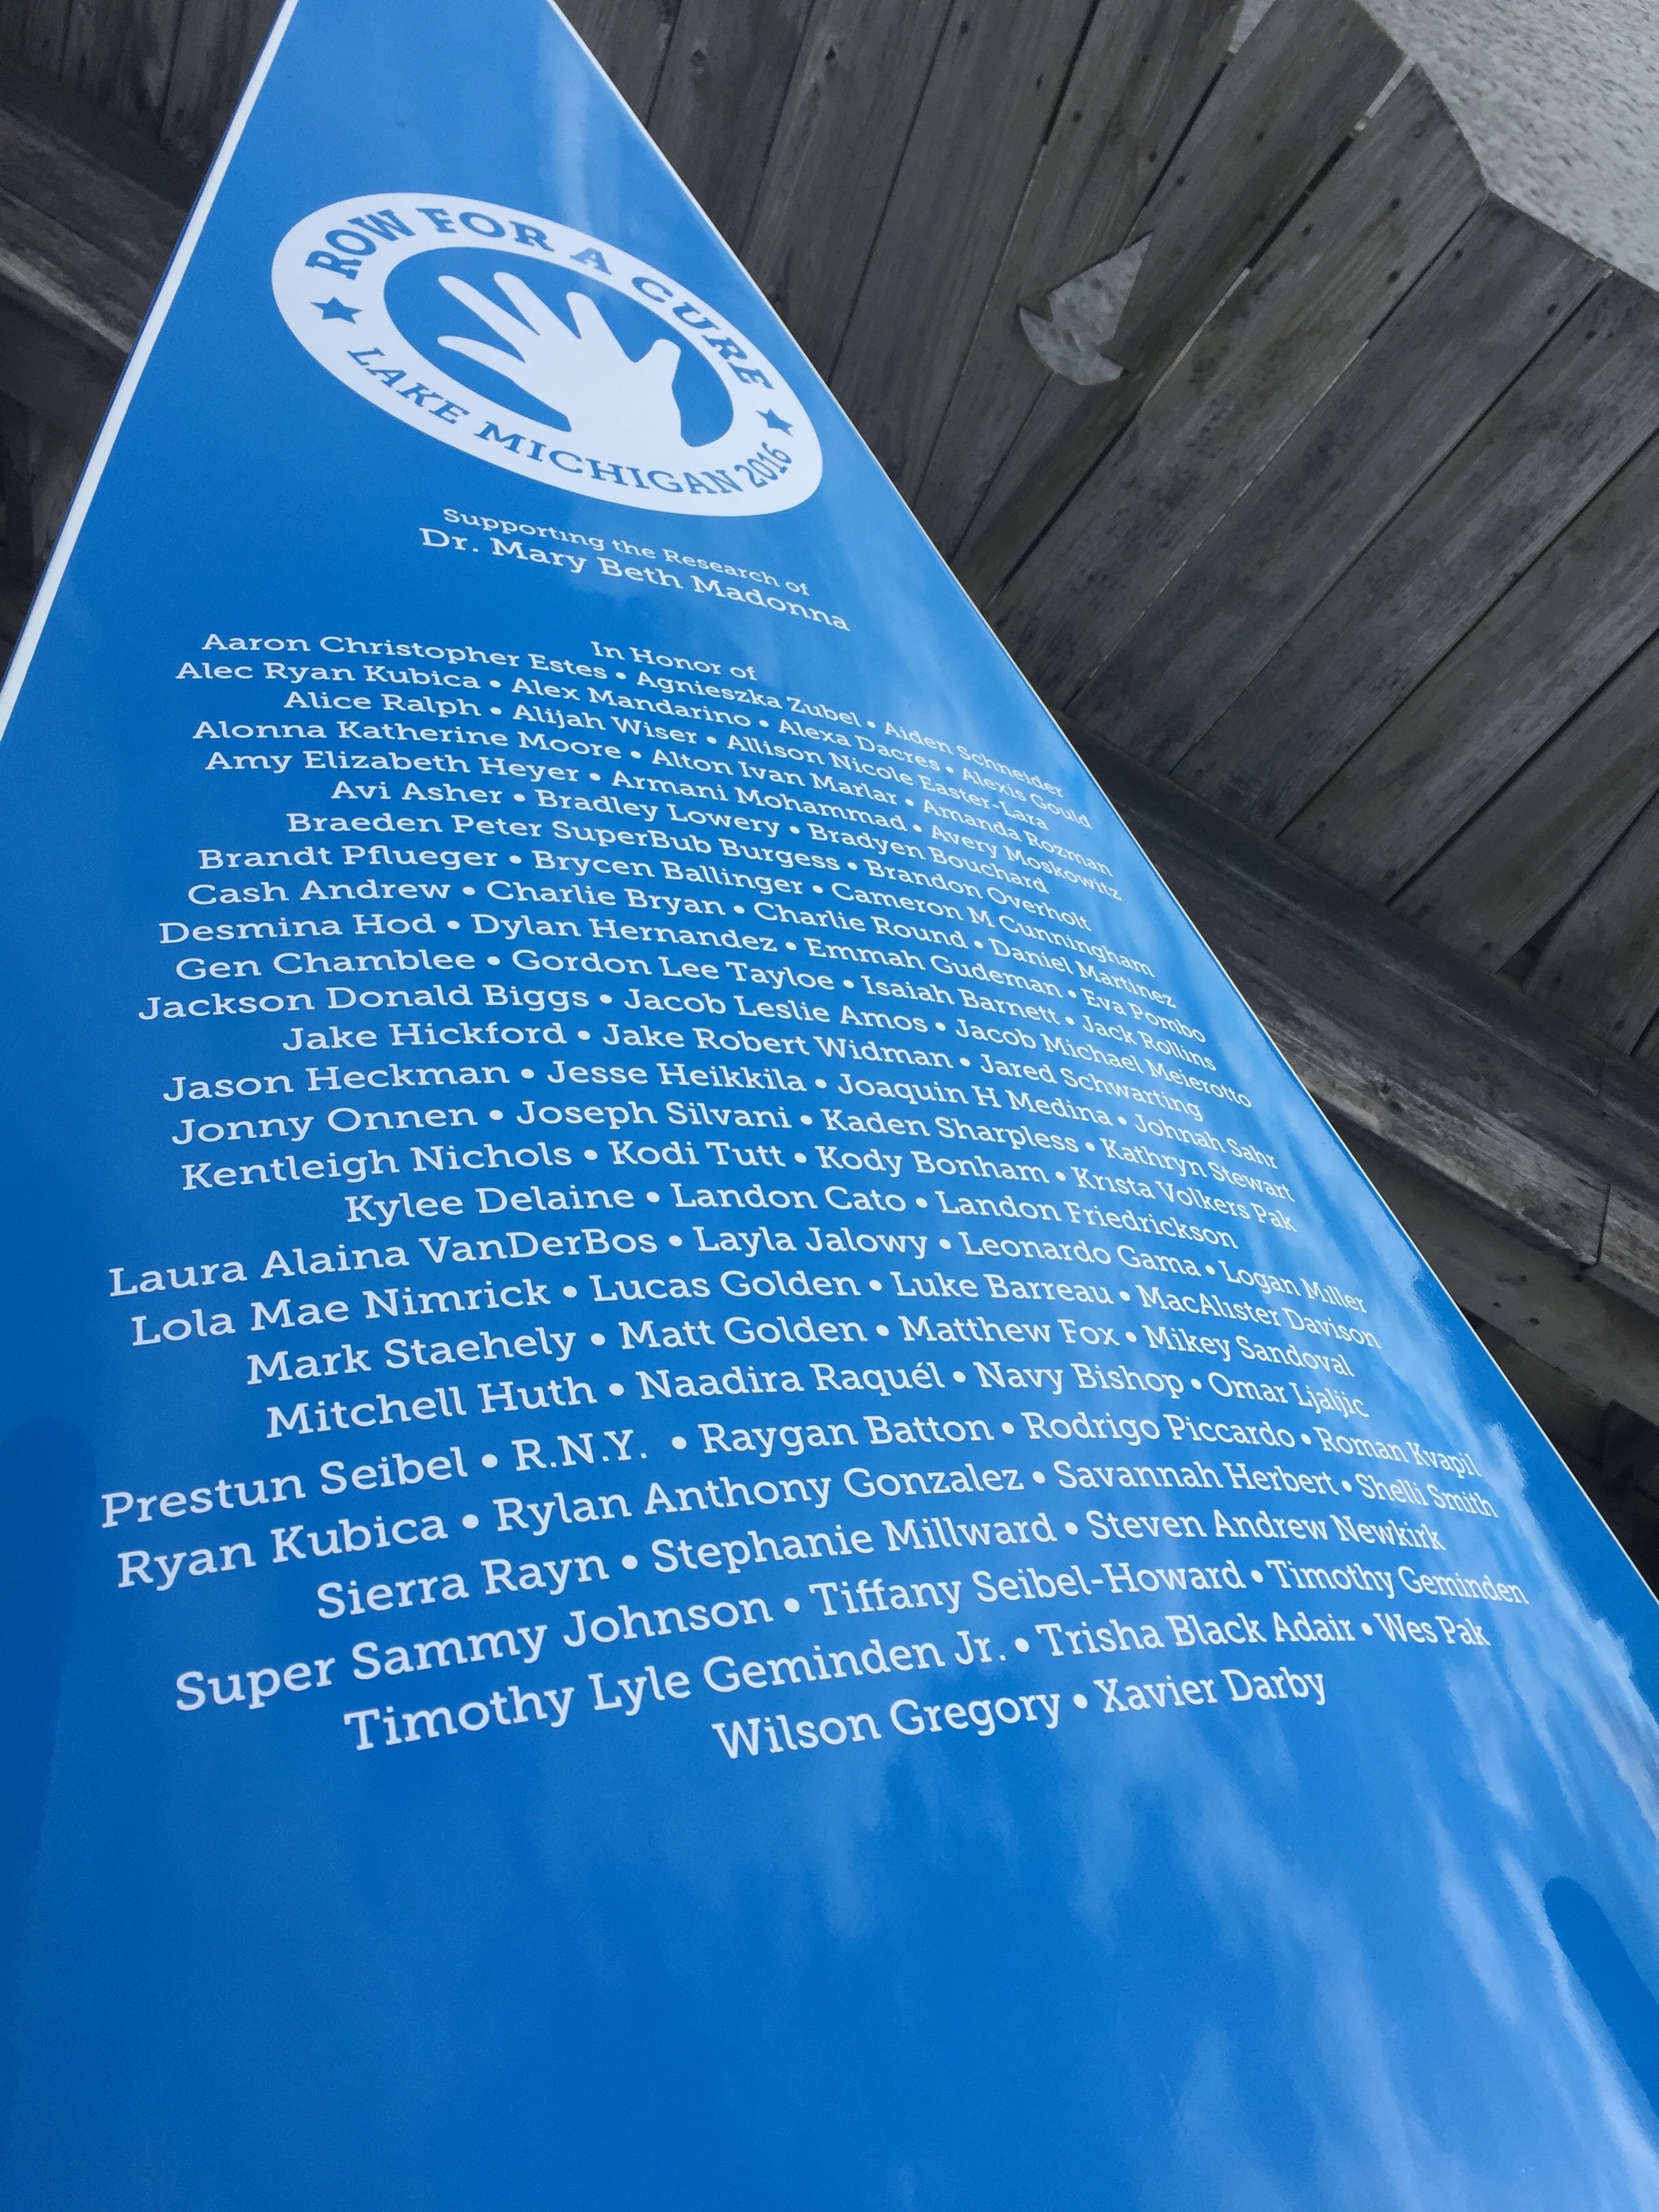 ROW FOR A CURE
LAKE MICHIGAN 2016
Supporting the Research of
Dr. Mary Beth Madonna
In Honor of
Aaron Christopher Estes • Agnieszka Zubel • Aiden Schneider
Alec Ryan Kubica • Alex Mandarino • Alexa Dacres • Alexis Gould
Alice Ralph • Alijah Wiser • Allison Nicole Easter-Lara
Alonna Katherine Moore • Alton Ivan Marlar • Amanda Rozman
Amy Elizabeth Heyer • Armani Mohammad • Avery Moskowitz
Avi Asher • Bradley Lowery • Bradyen Bouchard
Braeden Peter SuperBub Burgess • Brandon Overholt
Brandt Pflueger • Brycen Ballinger • Cameron M Cunningham
Cash Andrew • Charlie Bryan • Charlie Round • Daniel Martinez
Desmina Hod • Dylan Hernandez • Emmah Gudeman • Eva Pombo
Gen Chamblee • Gordon Lee Tayloe • Isaiah Barnett • Jack Rollins
Jackson Donald Biggs • Jacob Leslie Amos • Jacob Michael Meierotto
Jake Hickford • Jake Robert Widman • Jared Schwarting
Jason Heckman • Jesse Heikkila • Joaquin H Medina • Johnah Sahr
Jonny Onnen • Joseph Silvani • Kaden Sharpless • Kathryn Stewart
Kentleigh Nichols • Kodi Tutt • Kody Bonham • Krista Volkers Pak
Kylee Delaine • Landon Cato • Landon Friedrickson
Laura Alaina VanDerBos • Layla Jalowy • Leonardo Gama • Logan Miller
Lola Mae Nimrick • Lucas Golden • Luke Barreau • MacAlister Davison
Mark Staehely • Matt Golden • Matthew Fox • Mikey Sandoval
Mitchell Huth • Naadira Raquél • Navy Bishop • Omar Ljaljic
Prestun Seibel • R.N.Y. • Raygan Batton • Rodrigo Piccardo • Roman Kvapil
Ryan Kubica • Rylan Anthony Gonzalez • Savannah Herbert • Shelli Smith
Sierra Rayn • Stephanie Millward • Steven Andrew Newkirk
Super Sammy Johnson • Tiffany Seibel-Howard • Timothy Geminden
Timothy Lyle Geminden Jr. • Trisha Black Adair • Wes Pak
Wilson Gregory • Xavier Darby